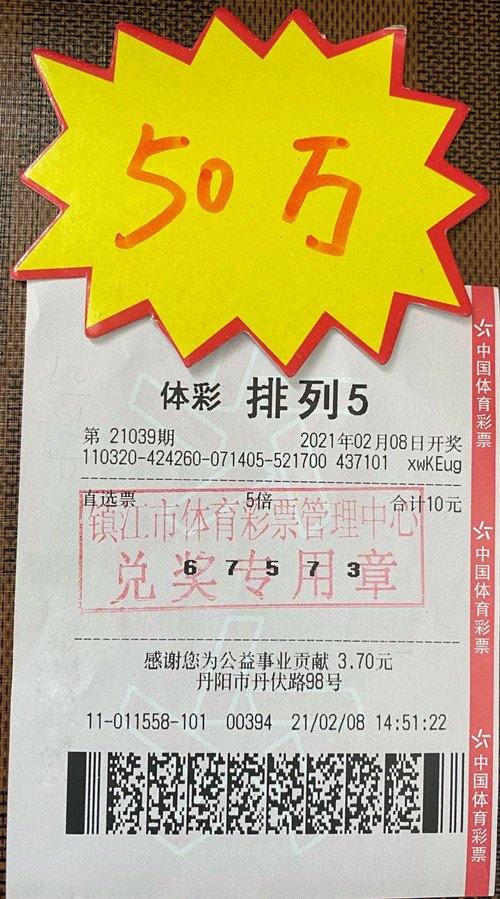 50万
体彩 排列5
第 21039期 2021年02月08日开奖
110320-424260-071405-521700 437101 xwKEug
直选票 5倍 合计10元
镇江市体育彩票管理中心
兑奖专用章
6 7 5 7 3
感谢您为公益事业贡献 3.70元
丹阳市丹伏路98号
11-011558-101 00394 21/02/08 14:51:22
中国体育彩票
中国体育彩票
中国体育彩票